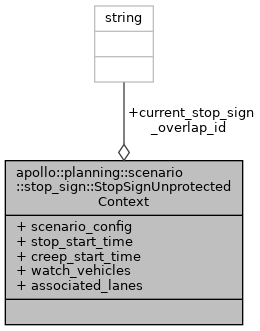 string
+current_stop_sign
_overlap_id
apollo::planning::scenario
::stop_sign::StopSignUnprotected
Context
+ scenario_config
+ stop_start_time
+ creep_start_time
+ watch_vehicles
+ associated_lanes